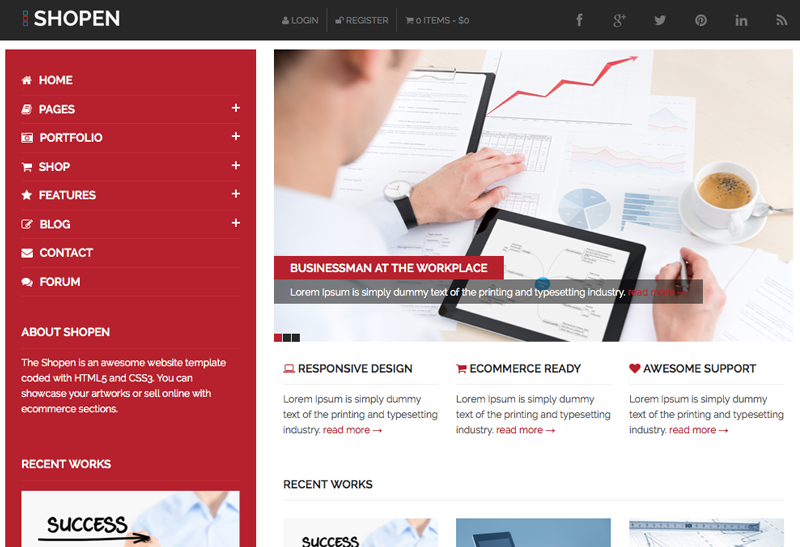 SHOPEN
LOGIN
REGISTER
0 ITEMS - $0
HOME
PAGES
PORTFOLIO
SHOP
FEATURES
BLOG
CONTACT
FORUM
ABOUT SHOPEN
The Shopen is an awesome website template
coded with HTML5 and CSS3. You can
showcase your artworks or sell online with
ecommerce sections.
RECENT WORKS
SUCCESS
BUSINESSMAN AT THE WORKPLACE
Lorem Ipsum is simply dummy text of the printing and typesetting industry. read more →
RESPONSIVE DESIGN
Lorem Ipsum is simply dummy
text of the printing and typesetting
industry. read more →
ECOMMERCE READY
Lorem Ipsum is simply dummy
text of the printing and typesetting
industry. read more →
AWESOME SUPPORT
Lorem Ipsum is simply dummy
text of the printing and typesetting
industry. read more →
RECENT WORKS
SUCCESS